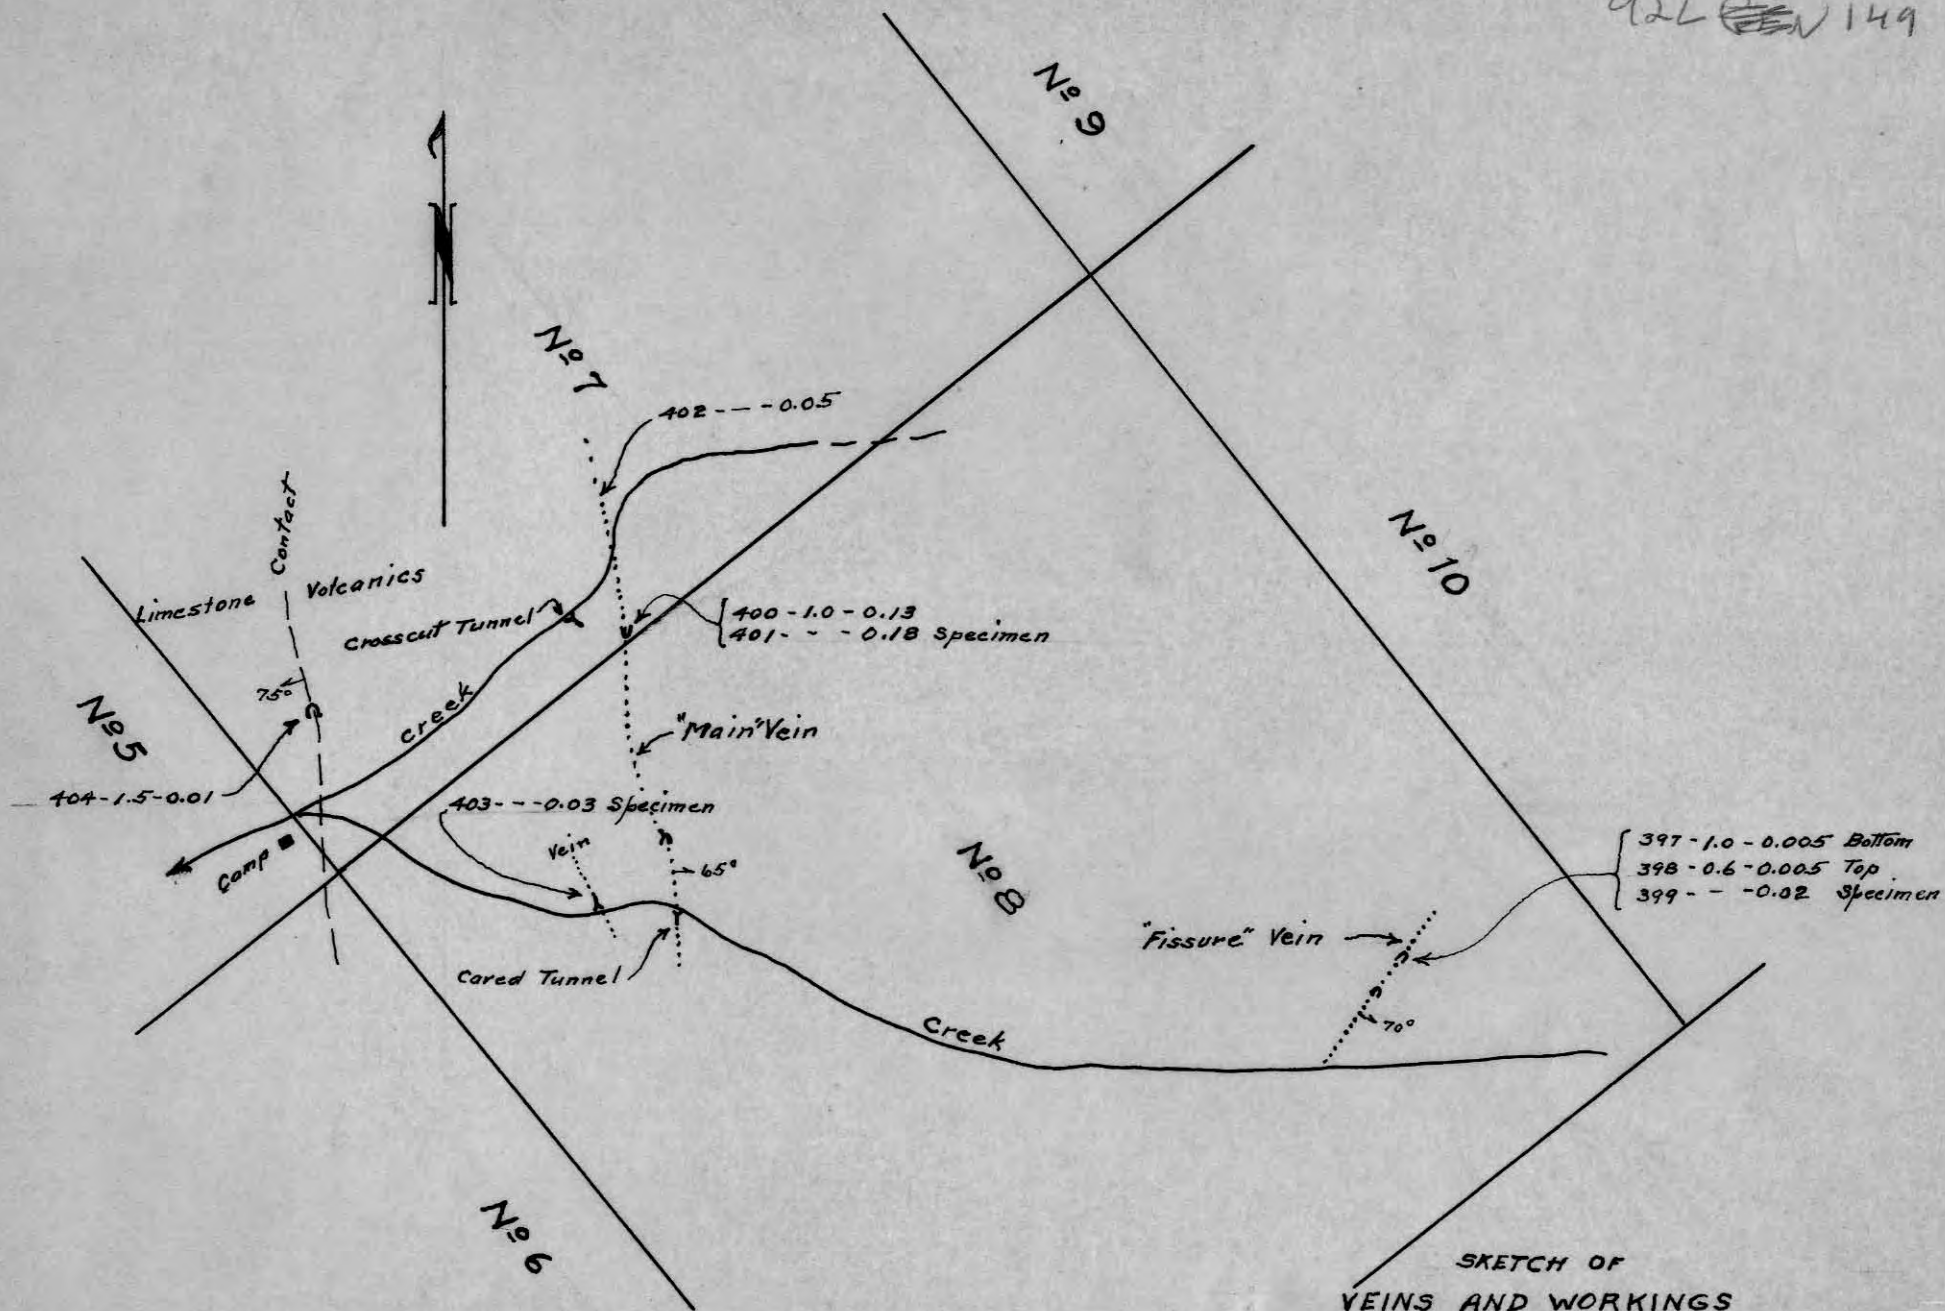 92L N 149
Nº 9
N
Nº 7
402 - - - 0.05
Contact
Limestone
Volcanics
Crosscut Tunnel
400 - 1.0 - 0.13
401 - - - 0.18 Specimen
Nº 10
75°
Nº 5
Creek
"Main" Vein
404 - 1.5 - 0.01
403 - - - 0.03 Specimen
Camp
Vein
65°
Nº 8
397 - 1.0 - 0.005 Bottom
398 - 0.6 - 0.005 Top
399 - - - 0.02 Specimen
"Fissure" Vein
Caved Tunnel
70°
Creek
Nº 6
SKETCH OF
VEINS AND WORKINGS